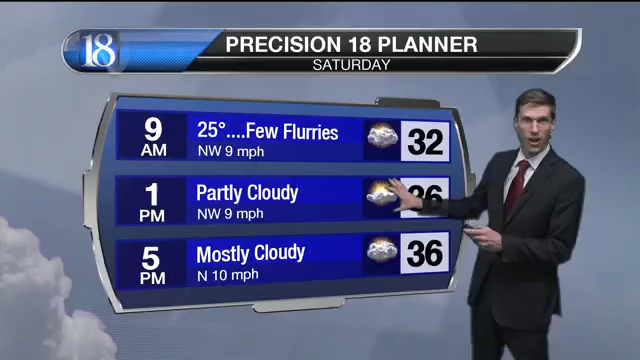 18
PRECISION 18 PLANNER
SATURDAY
9
AM
25°....Few Flurries
NW 9 mph
32
1
PM
Partly Cloudy
NW 9 mph
5
PM
Mostly Cloudy
N 10 mph
36